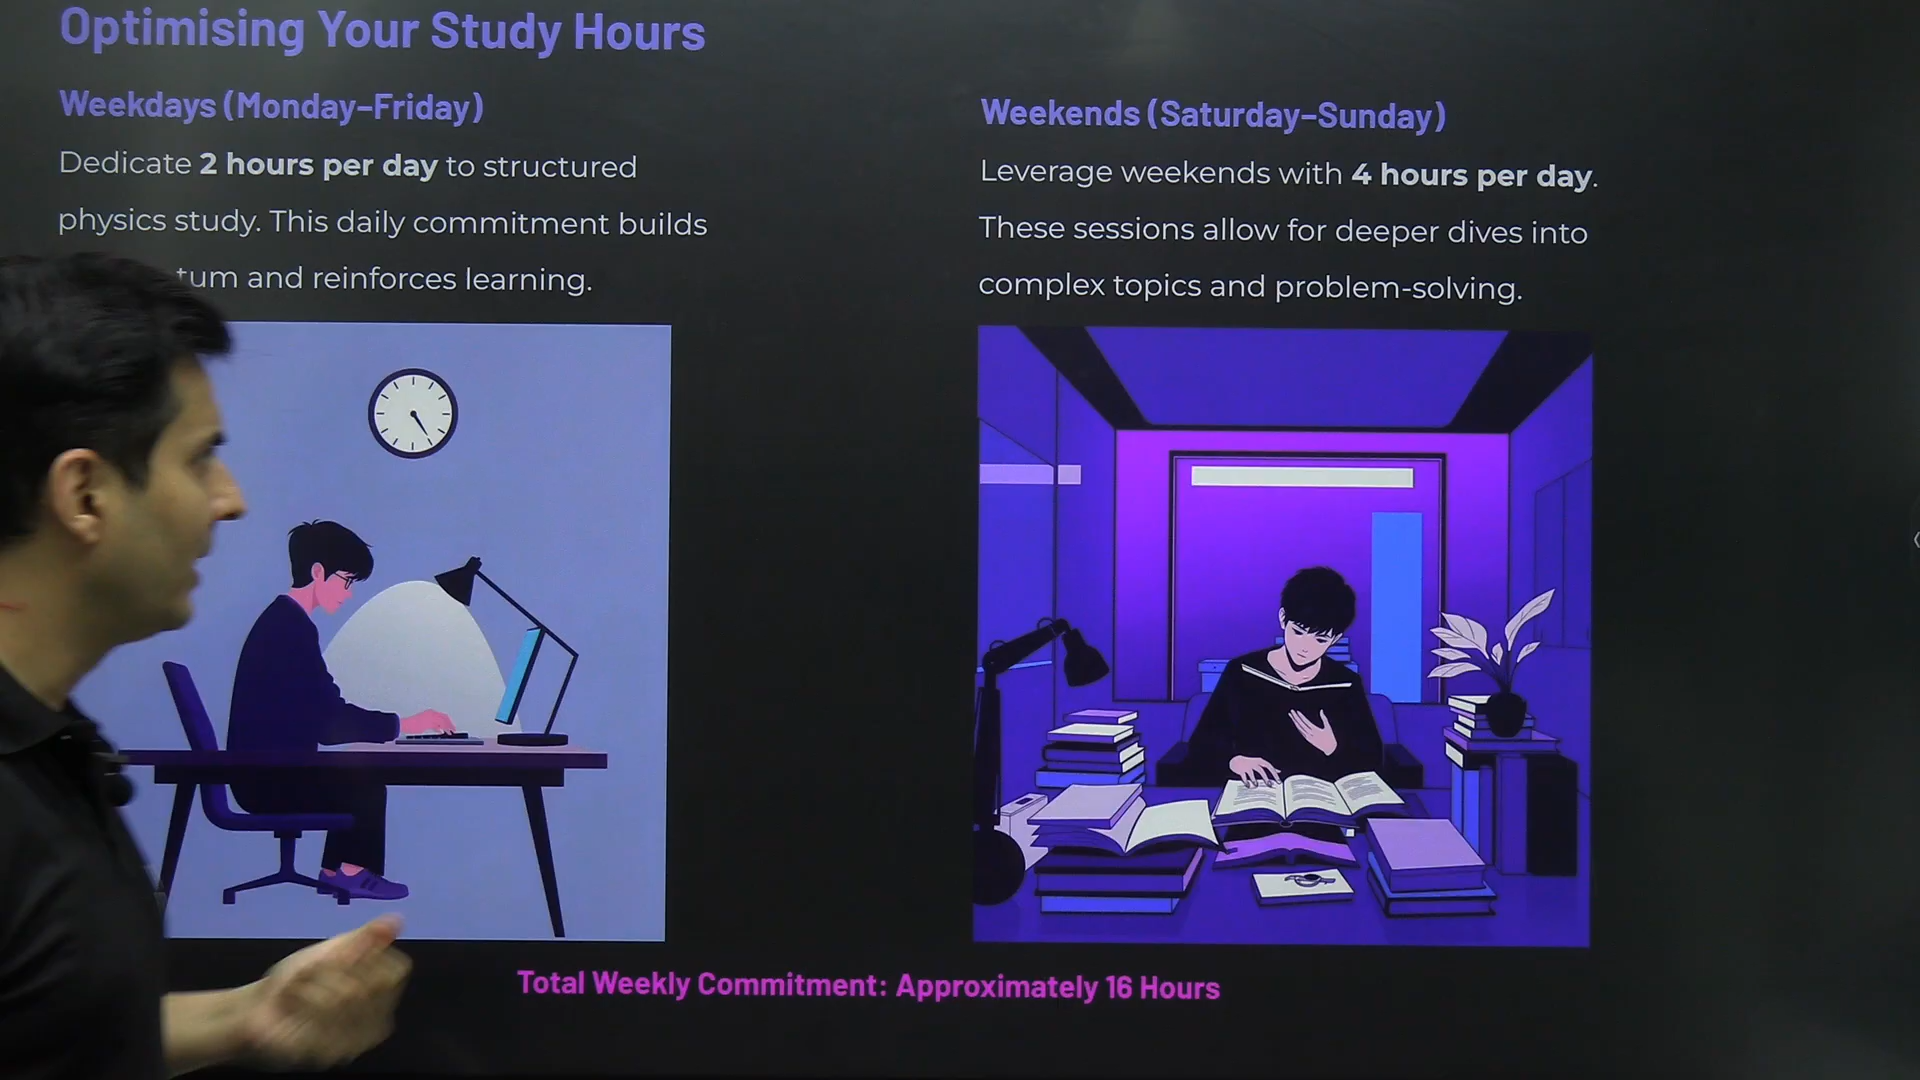 Optimising Your Study Hours
Weekdays (Monday–Friday)
Dedicate 2 hours per day to structured
physics study. This daily commitment builds
tum and reinforces learning.
Weekends (Saturday–Sunday)
Leverage weekends with 4 hours per day.
These sessions allow for deeper dives into
complex topics and problem-solving.
Total Weekly Commitment: Approximately 16 Hours